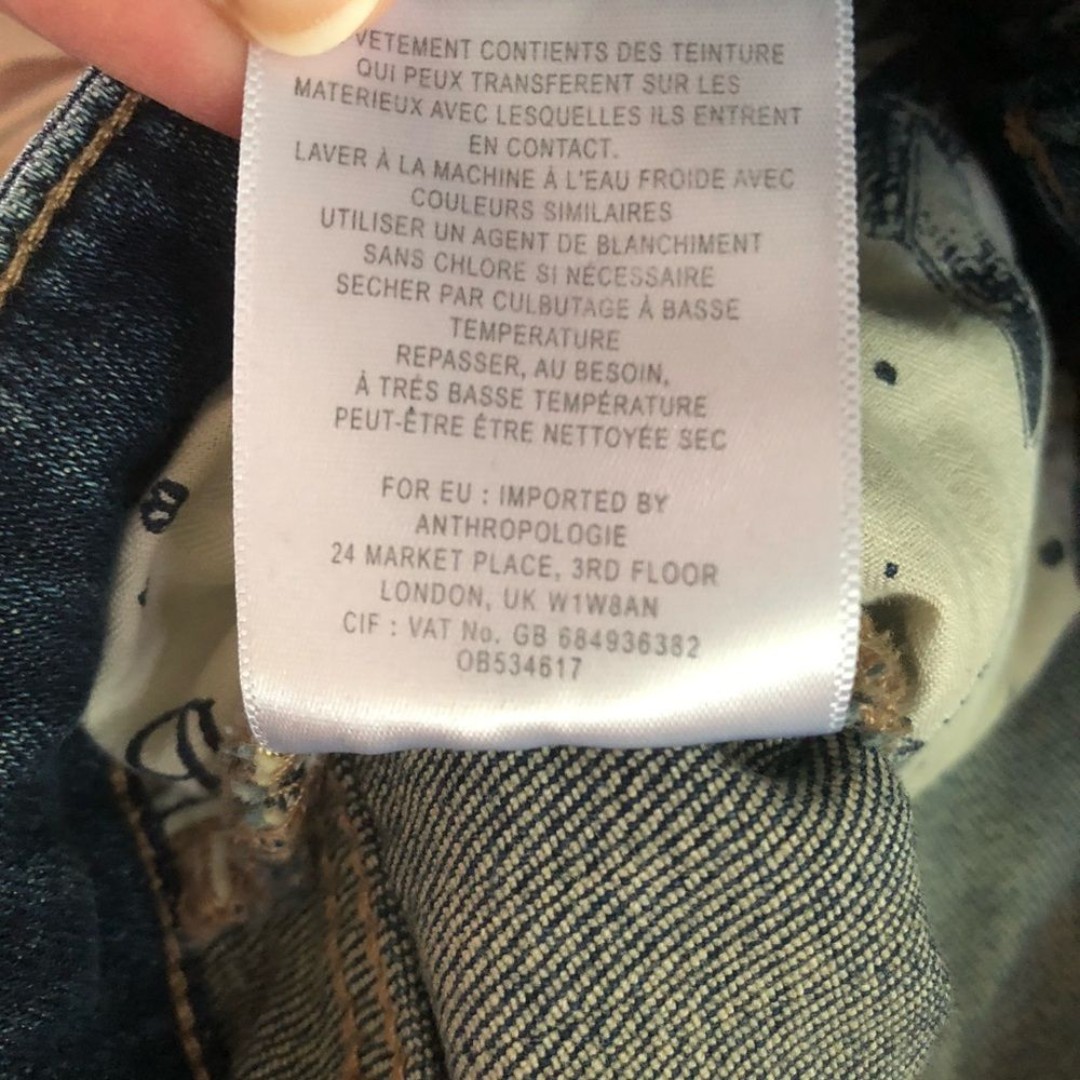 VETEMENT CONTIENTS DES TEINTURE
QUI PEUX TRANSFERENT SUR LES
MATERIEUX AVEC LESQUELLES ILS ENTRENT
EN CONTACT.
LAVER À LA MACHINE À L'EAU FROIDE AVEC
COULEURS SIMILAIRES
UTILISER UN AGENT DE BLANCHIMENT
SANS CHLORE SI NÉCESSAIRE
SECHER PAR CULBUTAGE À BASSE
TEMPERATURE
REPASSER, AU BESOIN,
À TRÉS BASSE TEMPÉRATURE
PEUT-ÊTRE ÊTRE NETTOYÉE SEC
FOR EU : IMPORTED BY
ANTHROPOLOGIE
24 MARKET PLACE, 3RD FLOOR
LONDON, UK W1W8AN
CIF : VAT No. GB 684936382
OB534617